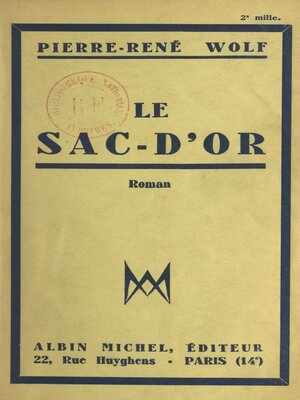 2e mille.
PIERRE-RENÉ WOLF
LE
SAC-D'OR
Roman
ALBIN MICHEL, ÉDITEUR
22, Rue Huyghens - PARIS (14e)